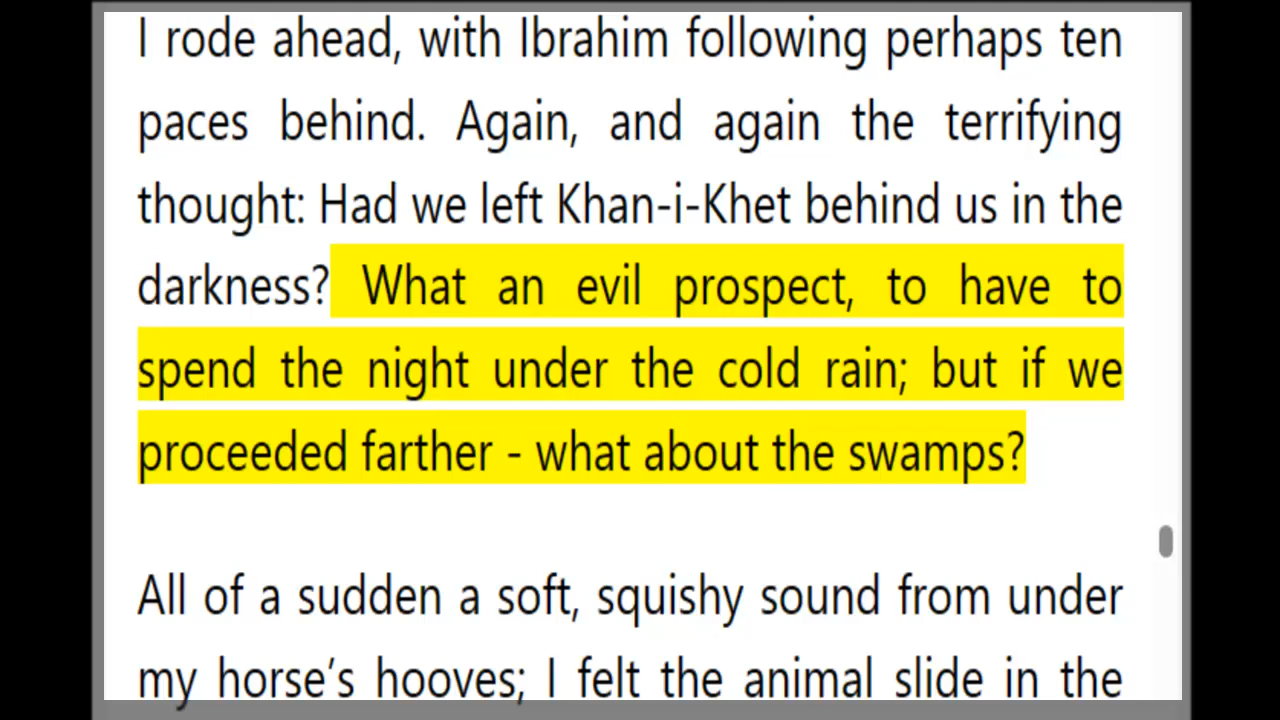 I rode ahead, with Ibrahim following perhaps ten
paces behind. Again, and again the terrifying
thought: Had we left Khan-i-Khet behind us in the
darkness? What an evil prospect, to have to
spend the night under the cold rain; but if we
proceeded farther - what about the swamps?
All of a sudden a soft, squishy sound from under
my horse's hooves; I felt the animal slide in the